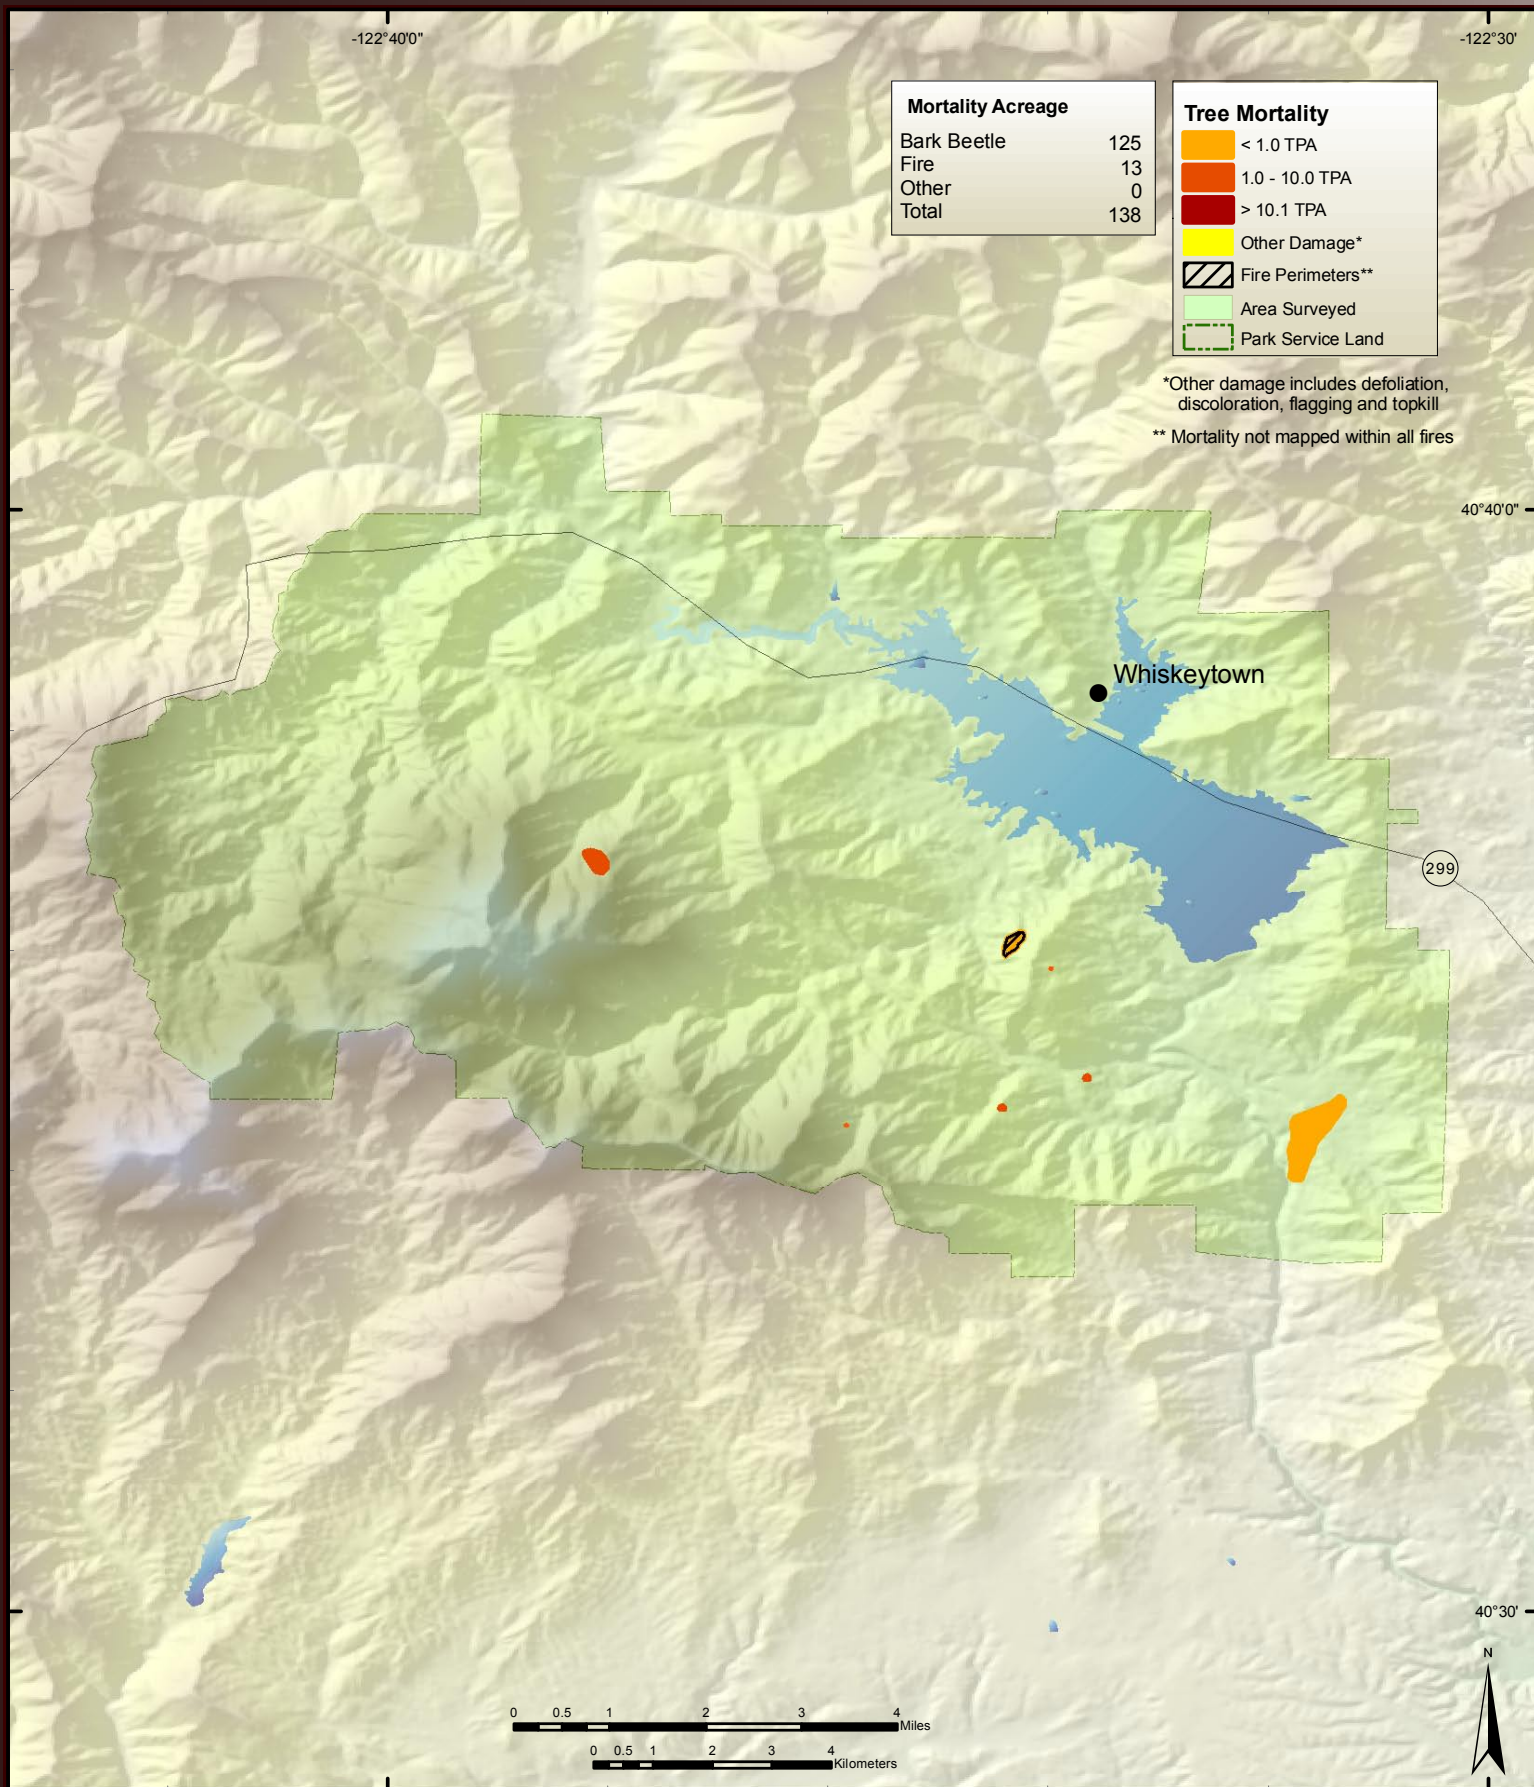 -122°40'0"
-122°30'
Mortality Acreage
Bark Beetle 125
Fire 13
Other 0
Total 138
Tree Mortality
< 1.0 TPA
1.0 - 10.0 TPA
> 10.1 TPA
Other Damage*
Fire Perimeters**
Area Surveyed
Park Service Land
*Other damage includes defoliation,
discoloration, flagging and topkill
** Mortality not mapped within all fires
40°40'0"
Whiskeytown
299
40°30'
N
0 0.5 1 2 3 4
Miles
0 0.5 1 2 3 4
Kilometers